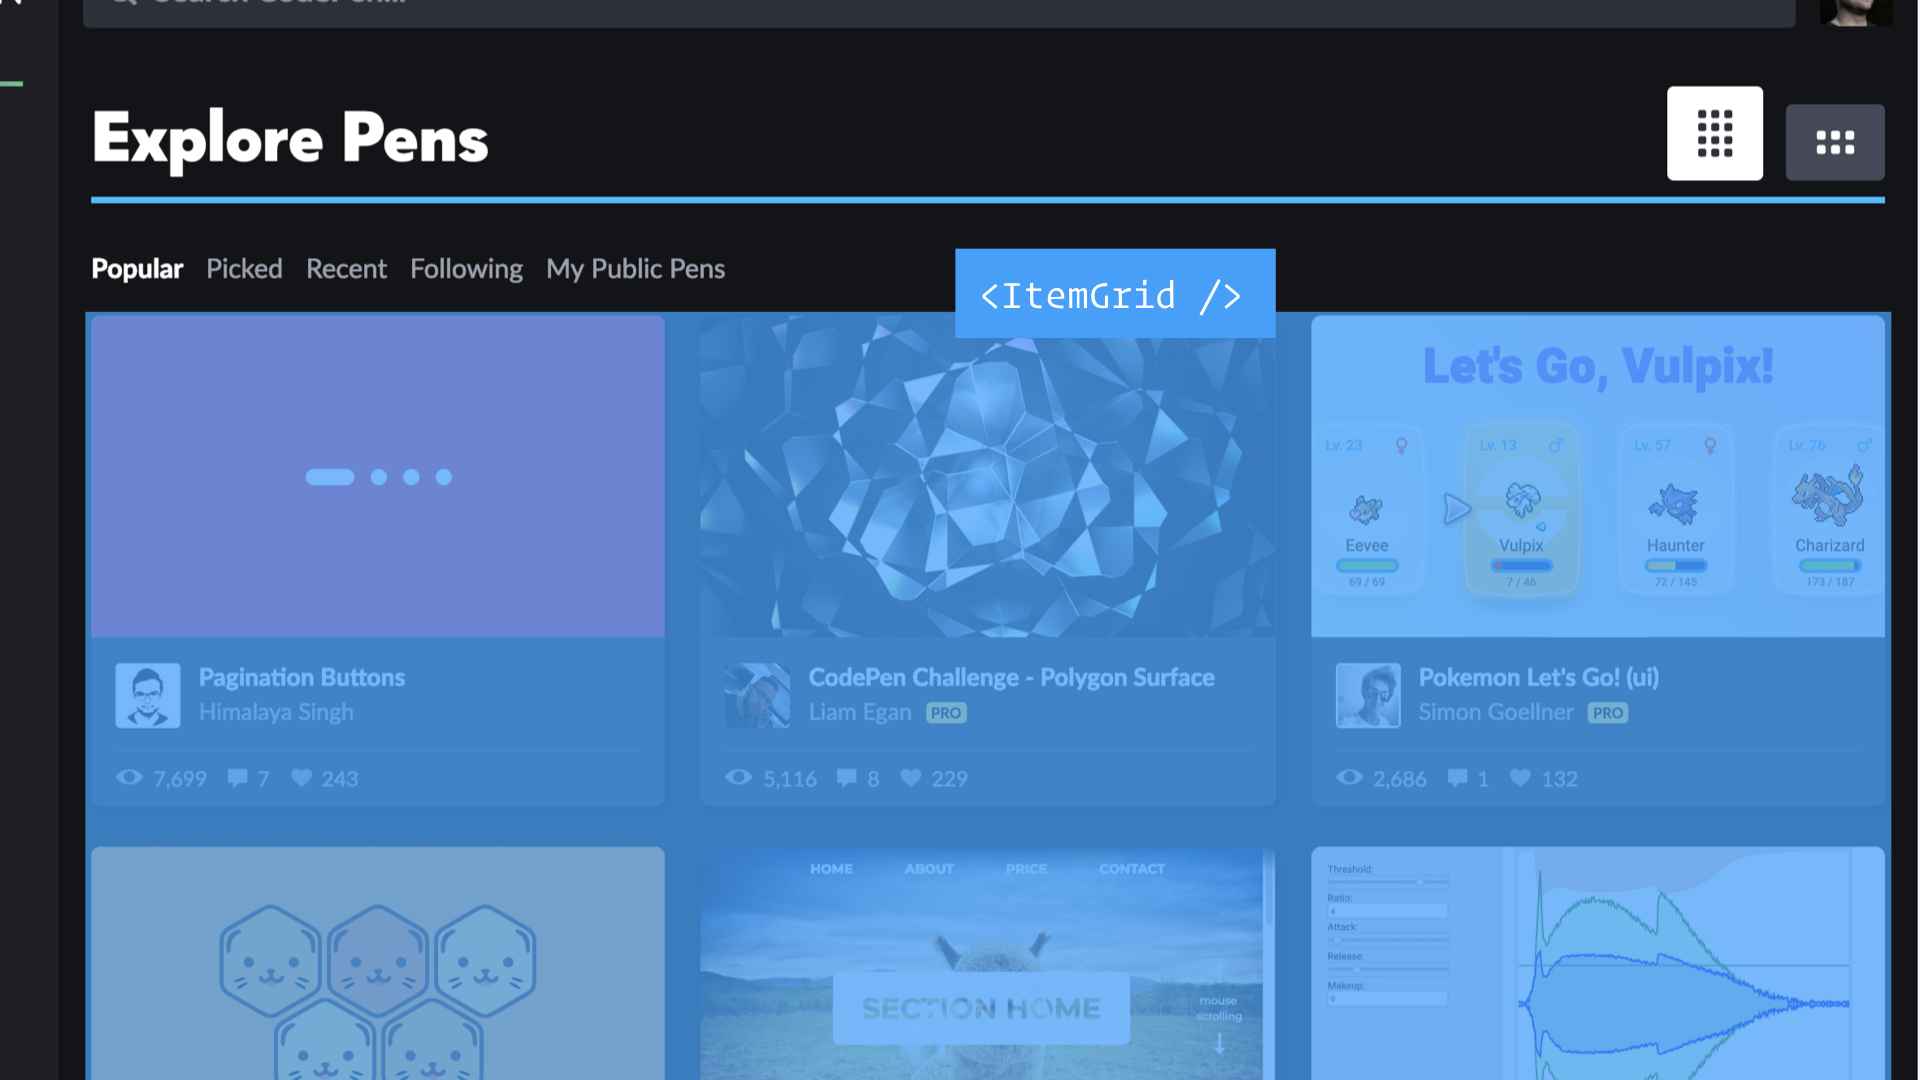 Search CodePen...
Explore Pens
Popular Picked Recent Following My Public Pens
<ItemGrid />
Let's Go, Vulpix!
Lv. 23 ♀ Lv. 13 ♂ Lv. 57 ♀ Lv. 76 ♂
Eevee Vulpix Haunter Charizard
69 / 69 7 / 46 72 / 145 173 / 187
Pagination Buttons
Himalaya Singh
7,699 7 243
CodePen Challenge - Polygon Surface
Liam Egan PRO
5,116 8 229
Pokemon Let's Go! (ui)
Simon Goellner PRO
2,686 1 132
HOME ABOUT PRICE CONTACT
SECTION HOME
mouse
scrolling
Threshold:
Ratio:
4
Attack:
Release:
Makeup:
0